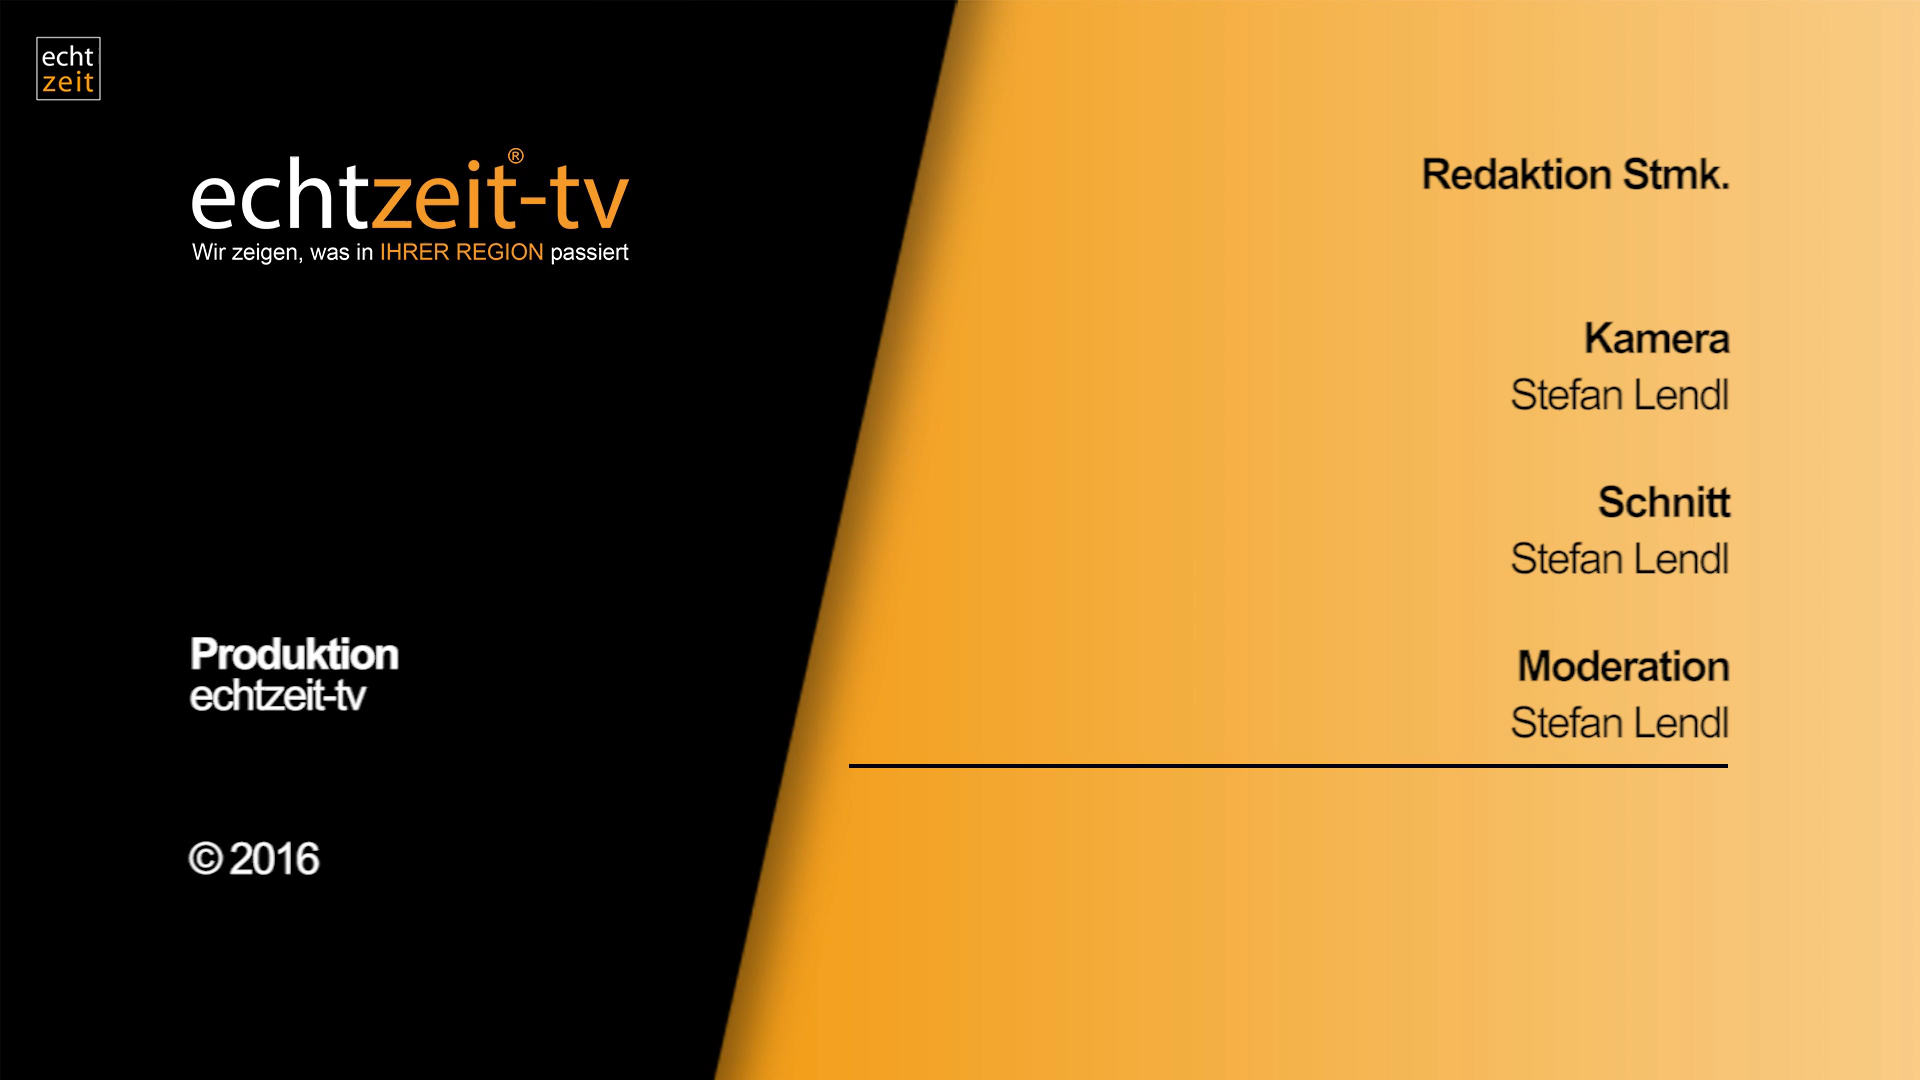 echt
zeit
echtzeit-tv®
Wir zeigen, was in IHRER REGION passiert
Produktion
echtzeit-tv
© 2016
Redaktion Stmk.
Kamera
Stefan Lendl
Schnitt
Stefan Lendl
Moderation
Stefan Lendl